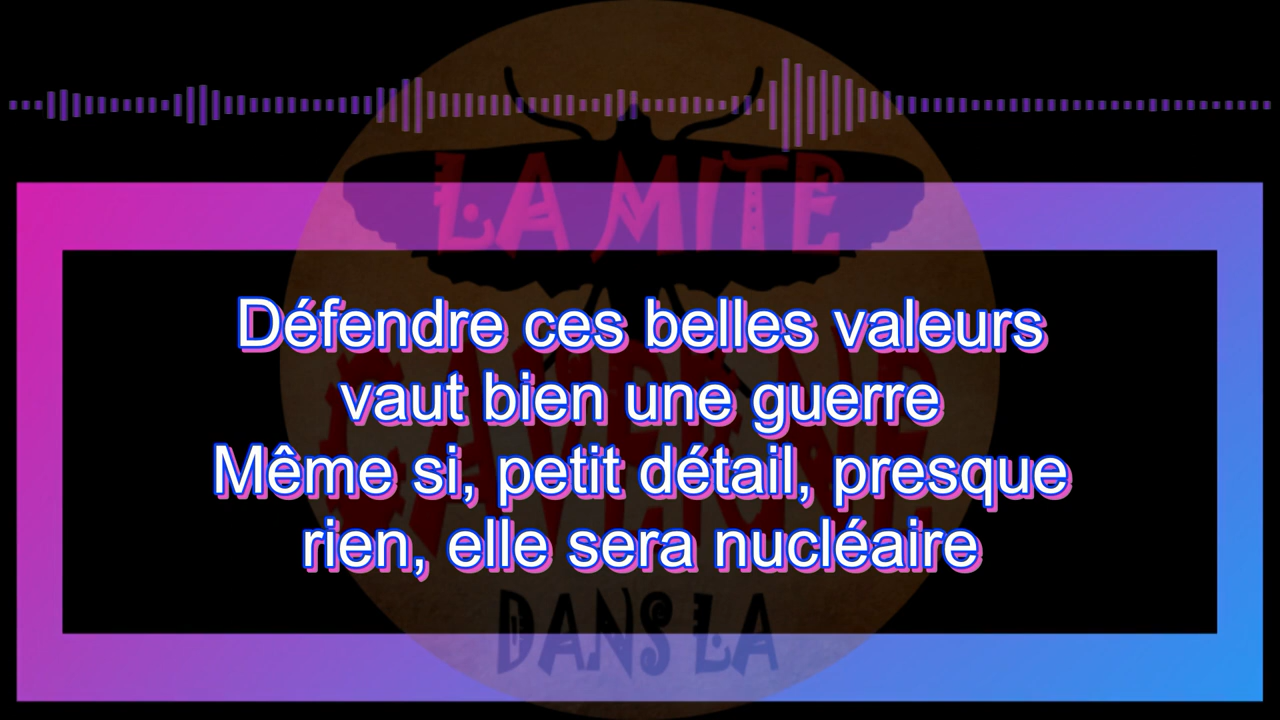 LA MITE
Défendre ces belles valeurs
vaut bien une guerre
CAVERNE
Même si, petit détail, presque
rien, elle sera nucléaire
DANS LA